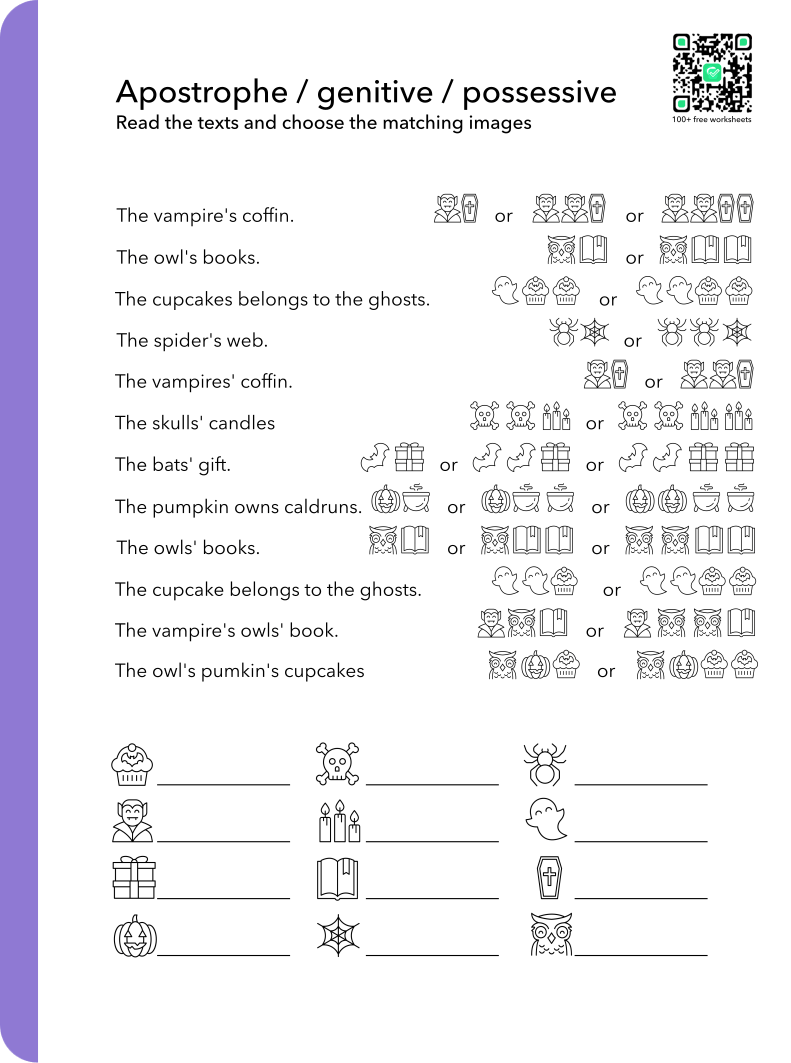 100+ free worksheets
Apostrophe / genitive / possessive
Read the texts and choose the matching images
The vampire's coffin. or or
The owl's books. or
The cupcakes belongs to the ghosts. or
The spider's web. or
The vampires' coffin. or
The skulls' candles or
The bats' gift. or or
The pumpkin owns caldruns. or or
The owls' books. or or
The cupcake belongs to the ghosts. or
The vampire's owls' book. or
The owl's pumkin's cupcakes or